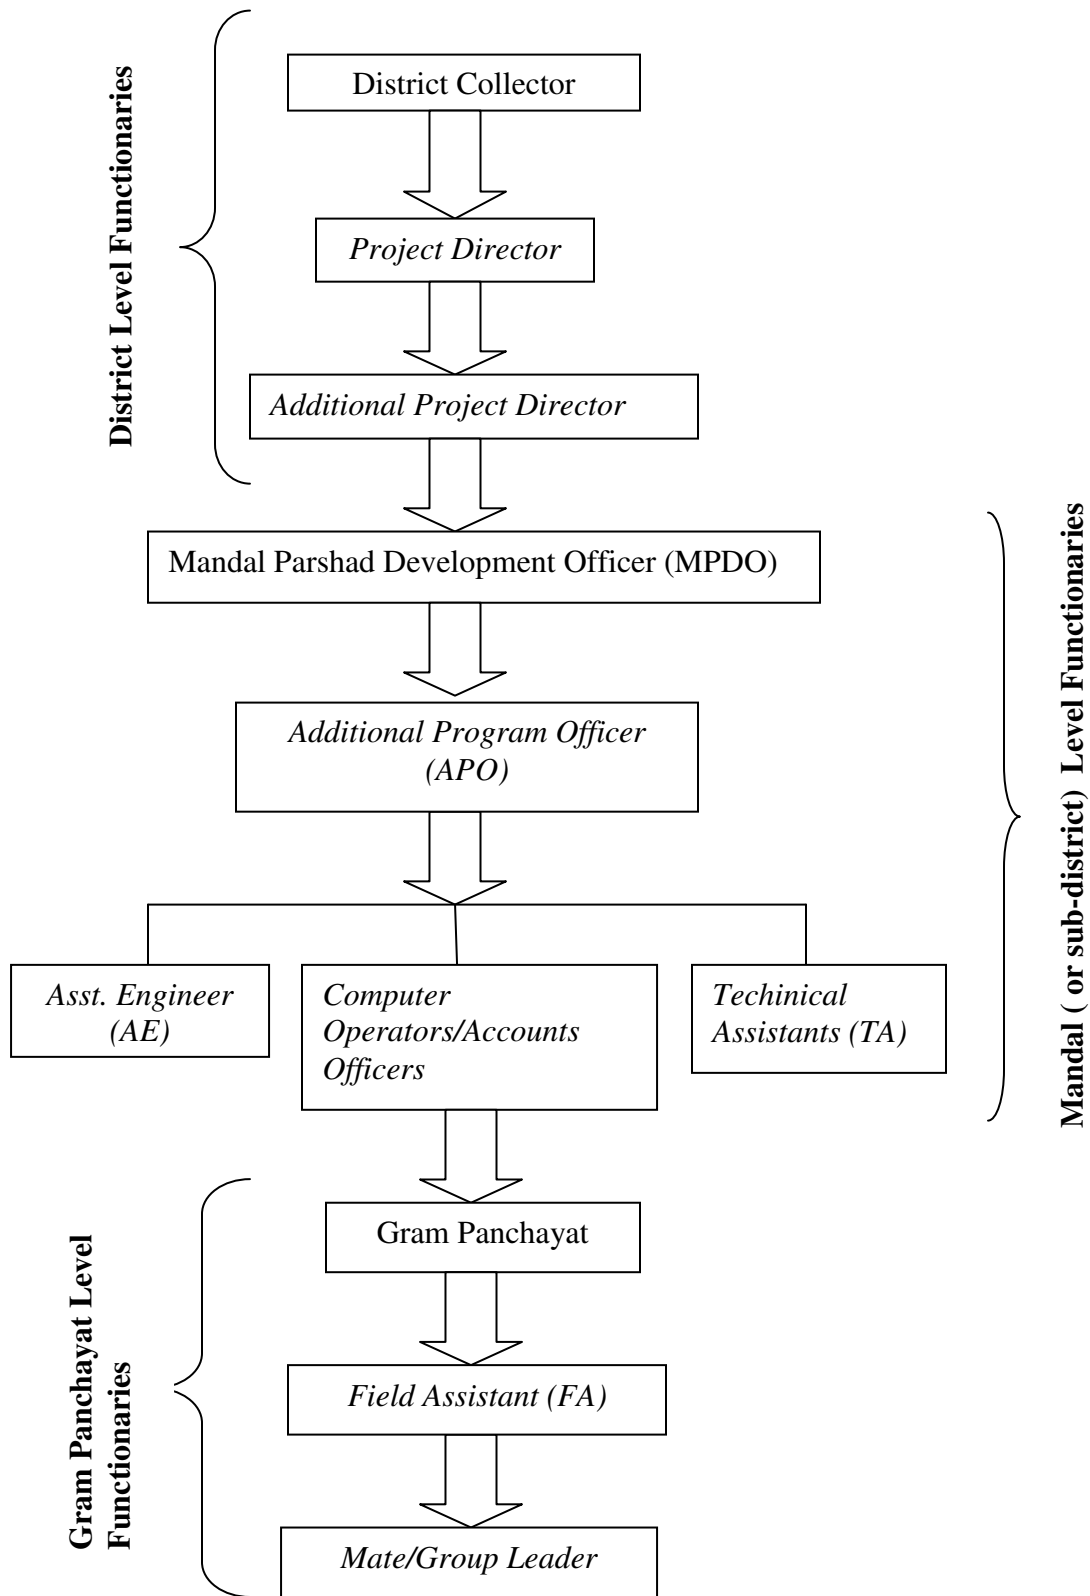 District Level Functionaries
District Collector
Project Director
Additional Project Director
Mandal Parshad Development Officer (MPDO)
Mandal ( or sub-district)  Level Functionaries
Additional Program Officer
(APO)
Asst. Engineer
(AE)
Computer
Operators/Accounts
Officers
Techinical
Assistants (TA)
Gram Panchayat Level
Functionaries
Gram Panchayat
Field Assistant (FA)
Mate/Group Leader